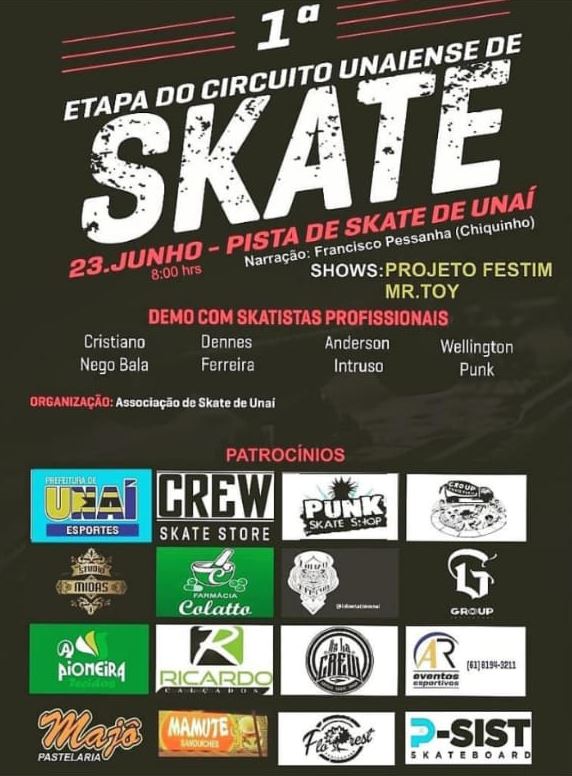 1ª
ETAPA DO CIRCUITO UNAIENSE DE
SKATE
23.JUNHO - PISTA DE SKATE DE UNAÍ
8:00 hrs
Narração: Francisco Pessanha (Chiquinho)
SHOWS: PROJETO FESTIM
MR.TOY
DEMO COM SKATISTAS PROFISSIONAIS
Cristiano Dennes Anderson Wellington
Nego Bala Ferreira Intruso Punk
ORGANIZAÇÃO: Associação de Skate de Unaí
PATROCÍNIOS
PREFEITURA DE
UNAÍ
ESPORTES
CREW
SKATE STORE
PUNK
SKATE SHOP
GROUP
STUDIO
MIDAS
FARMÁCIA
Colatto
G
GROUP
A PIONEIRA
Tecidos
R
RICARDO
CALÇADOS
CREW
AR
eventos
esportivos
(61) 8194-3211
Majô
PASTELARIA
MAMUTE
SANDUICHES
Florest
P-SIST
SKATEBOARD